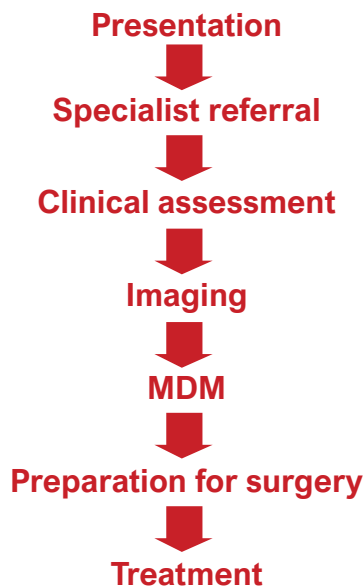 Presentation
Specialist referral
Clinical assessment
Imaging
MDM
Preparation for surgery
Treatment